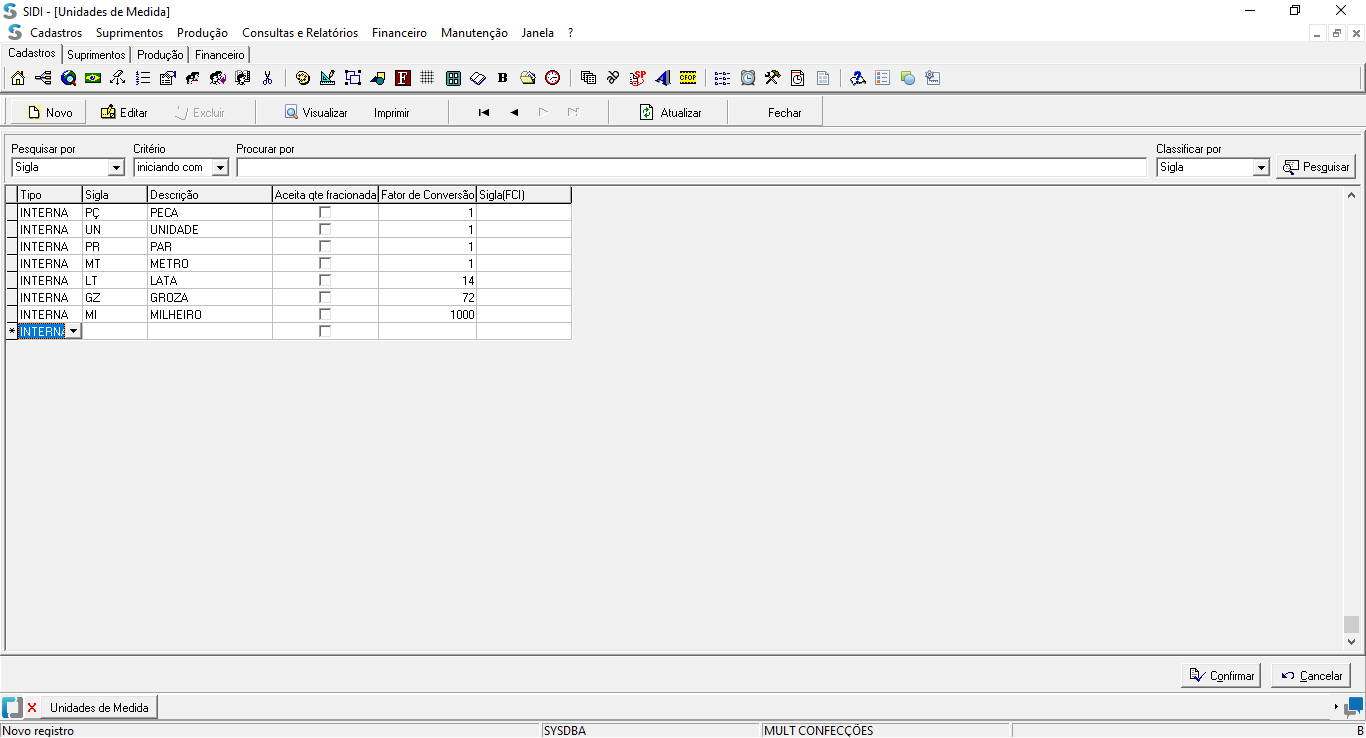 SIDI - [Unidades de Medida]
Cadastros Suprimentos Produção Consultas e Relatórios Financeiro Manutenção Janela ?
Cadastros Suprimentos Produção Financeiro
F B SP CFOP
Novo Editar Excluir Visualizar Imprimir Atualizar Fechar
Pesquisar por Critério Procurar por Classificar por
Sigla iniciando com Sigla Pesquisar
Tipo Sigla Descrição Aceita qte fracionada Fator de Conversão Sigla(FCI)
INTERNA PÇ PECA 1
INTERNA UN UNIDADE 1
INTERNA PR PAR 1
INTERNA MT METRO 1
INTERNA LT LATA 14
INTERNA GZ GROZA 72
INTERNA MI MILHEIRO 1000
* INTERNA
Confirmar Cancelar
Unidades de Medida
Novo registro SYSDBA MULT CONFECÇÕES B